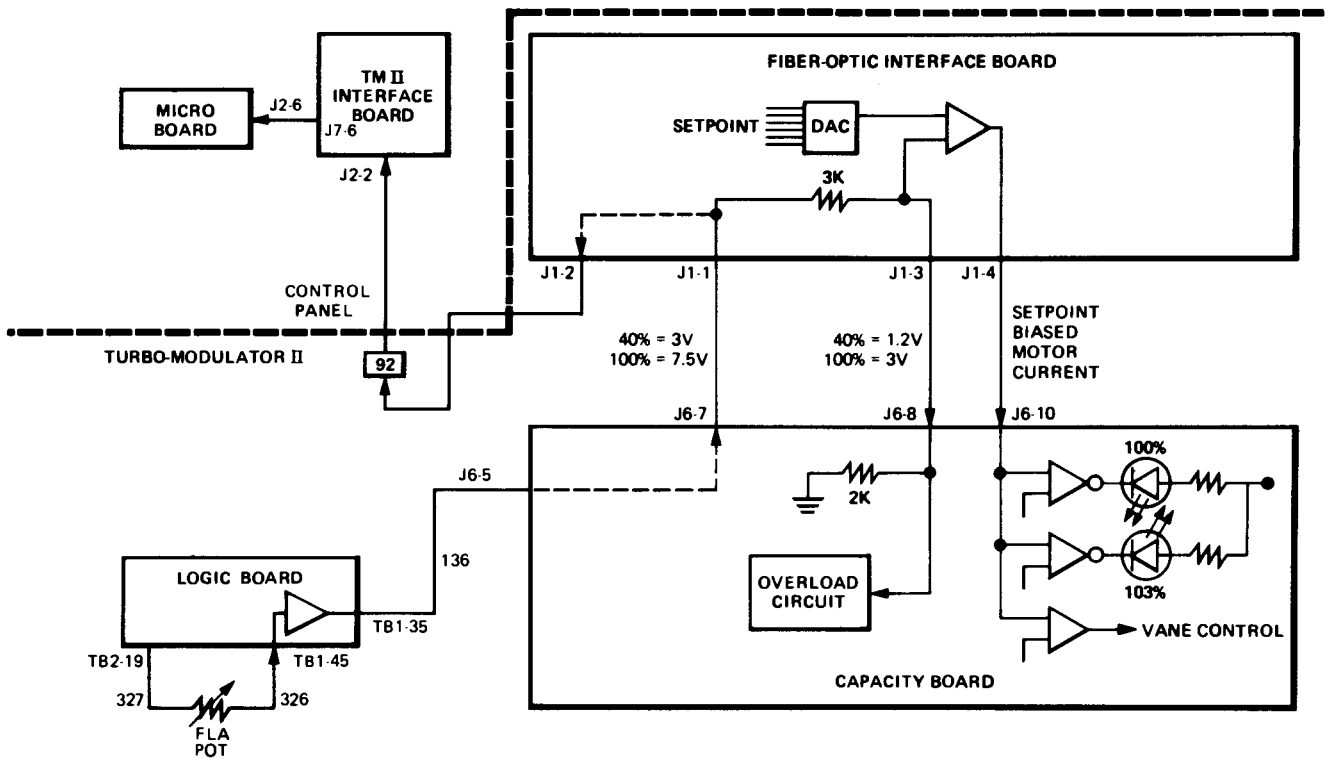 FIBER-OPTIC INTERFACE BOARD
TM II
INTERFACE
BOARD
MICRO
BOARD
J2-6
J7-6
J2-2
SETPOINT
DAC
3K
J1-2
J1-1
J1-3
J1-4
CONTROL
PANEL
TURBO-MODULATOR II
92
40% = 3V
100% = 7.5V
40% = 1.2V
100% = 3V
SETPOINT
BIASED
MOTOR
CURRENT
J6-7
J6-8
J6-10
J6-5
100%
2K
103%
136
LOGIC BOARD
OVERLOAD
CIRCUIT
TB1-35
VANE CONTROL
TB2-19
TB1-45
327
326
CAPACITY BOARD
FLA
POT